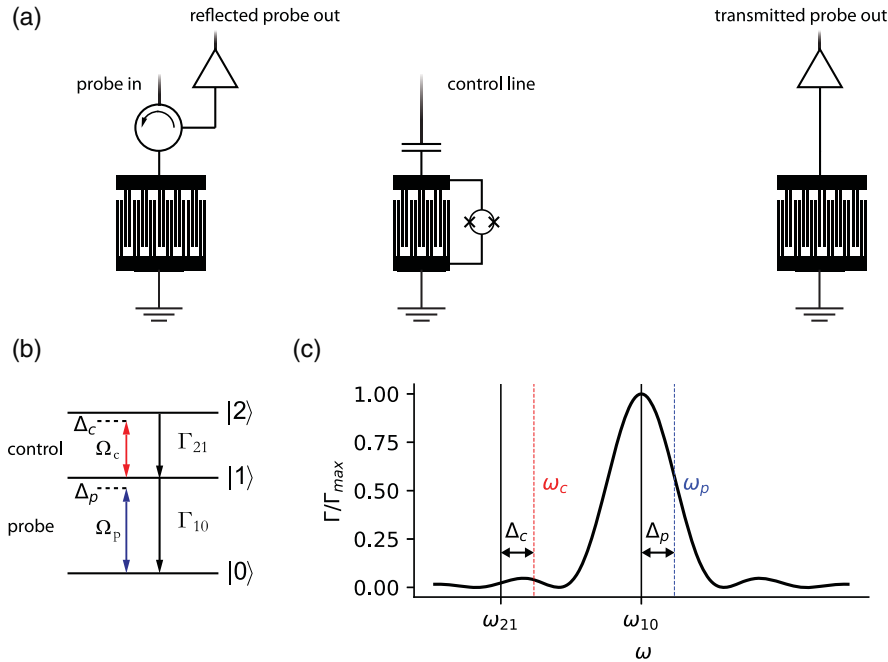 (a)
reflected probe out
transmitted probe out
probe in
control line
(b)
|2⟩
Δc
control
Ωc
Γ21
|1⟩
Δp
probe
Ωp
Γ10
|0⟩
(c)
1.00
0.75
0.50
0.25
0.00
Γ/Γmax
ωc
ωp
Δc
Δp
ω21
ω10
ω